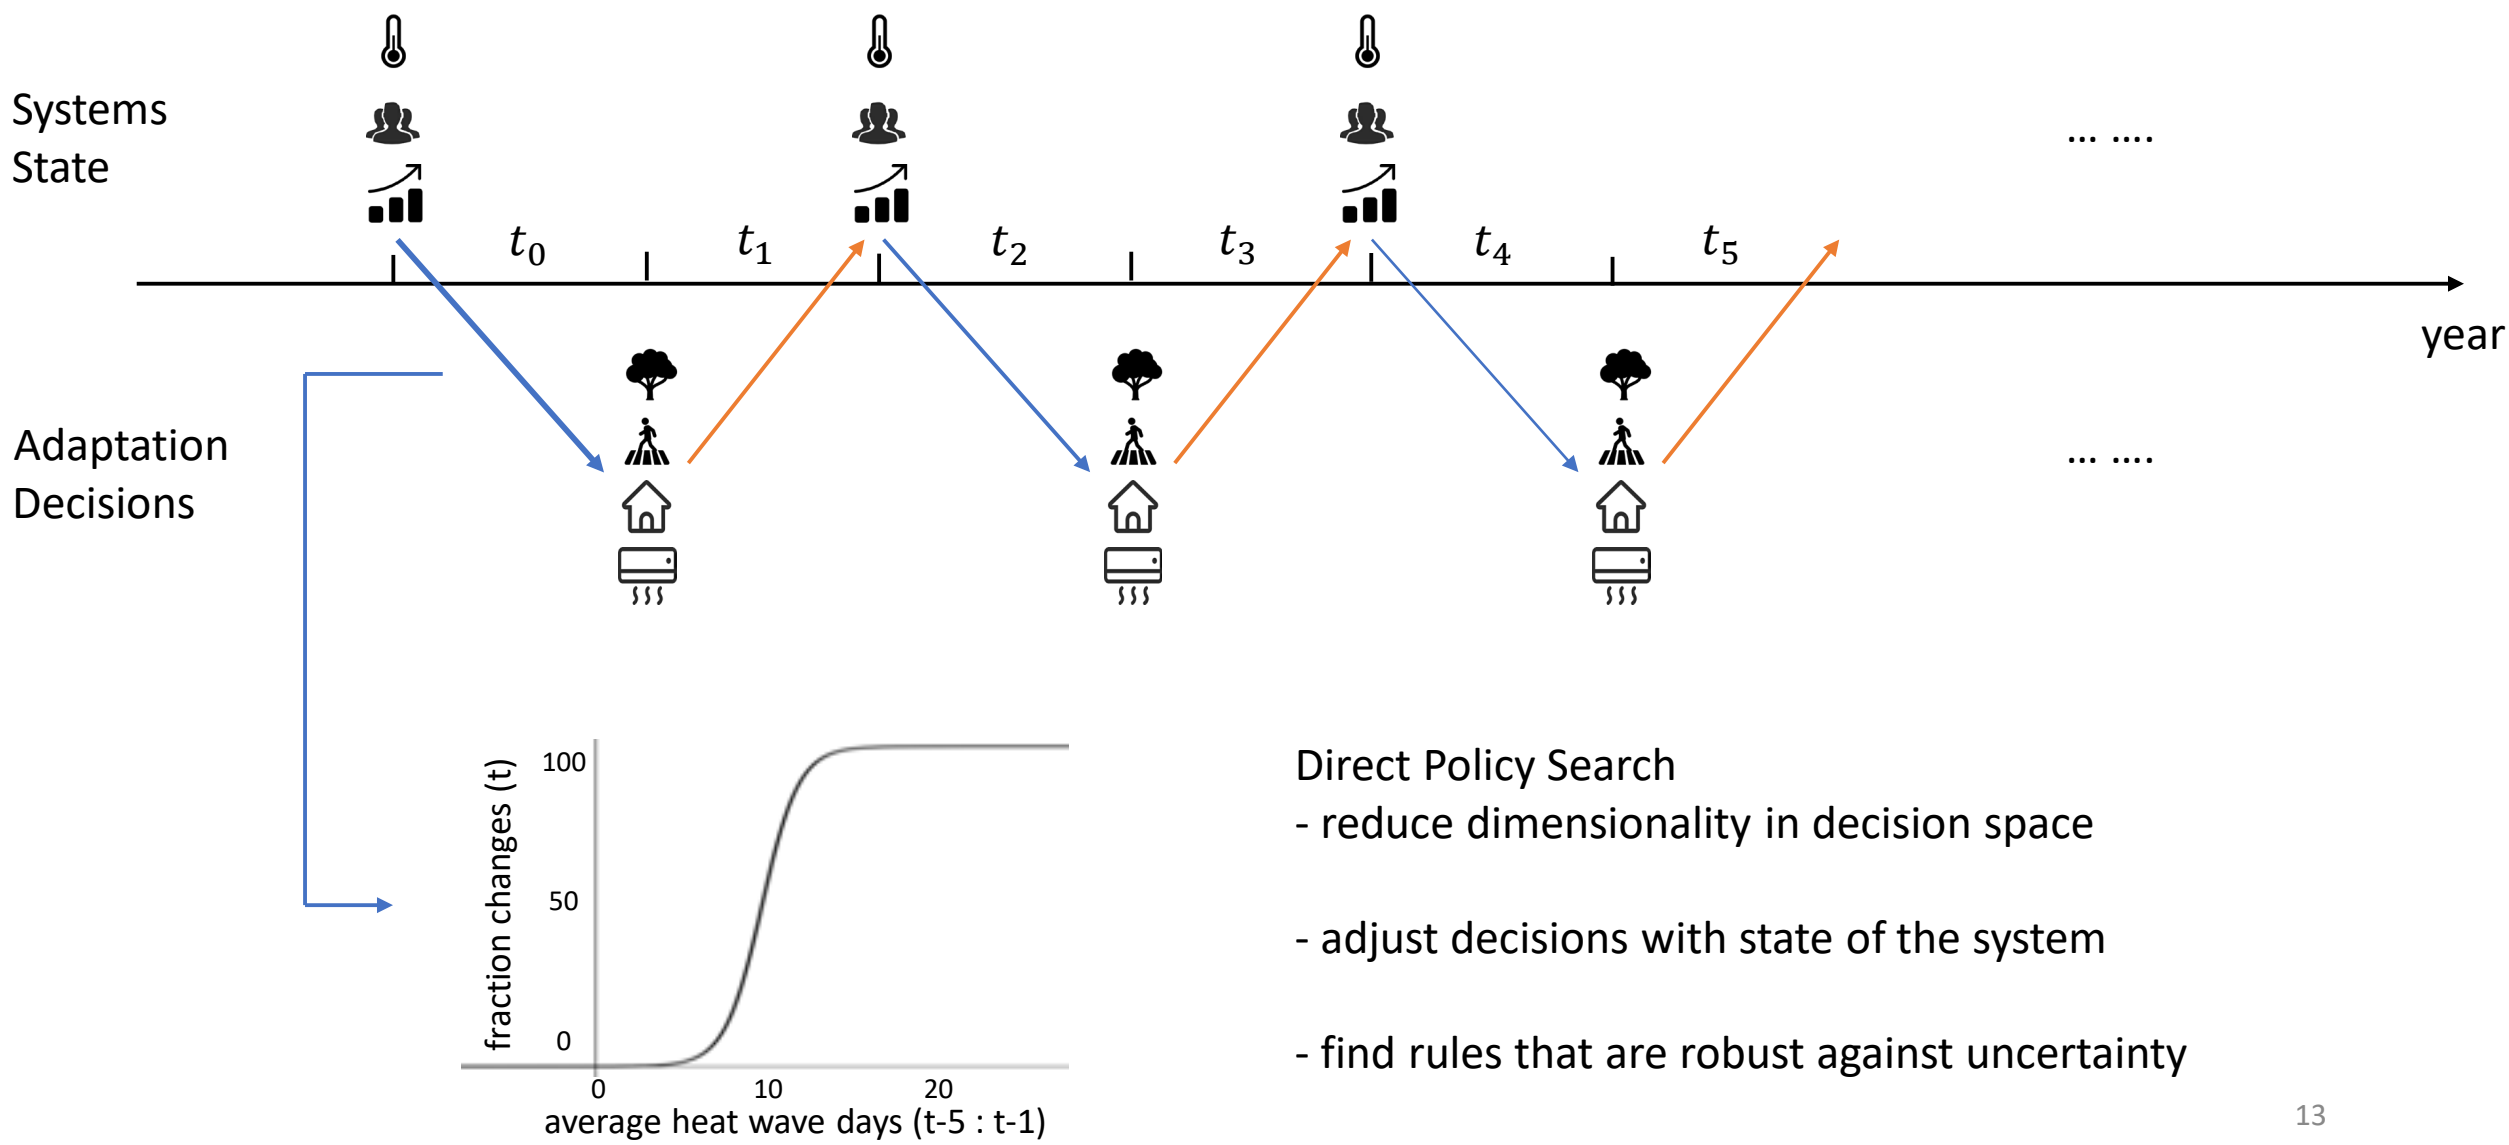 Systems
State
… ….
t₀
t₁
t₂
t₃
t₄
t₅
year
Adaptation
Decisions
… ….
fraction changes (t)
100
50
0
0
10
20
average heat wave days (t-5 : t-1)
Direct Policy Search
- reduce dimensionality in decision space
- adjust decisions with state of the system
- find rules that are robust against uncertainty
13